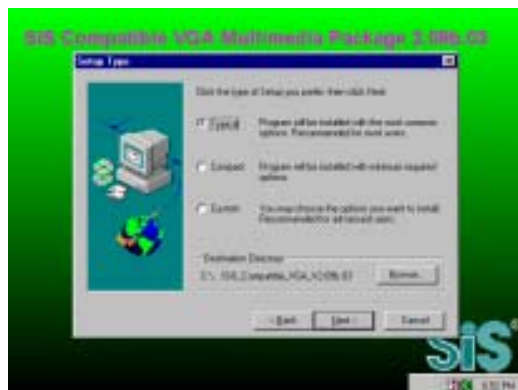 SiS Compatible VGA Multimedia Package 3.09b.03
Setup Type
Click the type of Setup you prefer, then click Next.
Typical Program will be installed with the most common
options. Recommended for most users.
Compact Program will be installed with minimum required
options.
Custom You may choose the options you want to install.
Recommended for advanced users.
Destination Directory
Browse...
< Back
Next >
Cancel
SiS